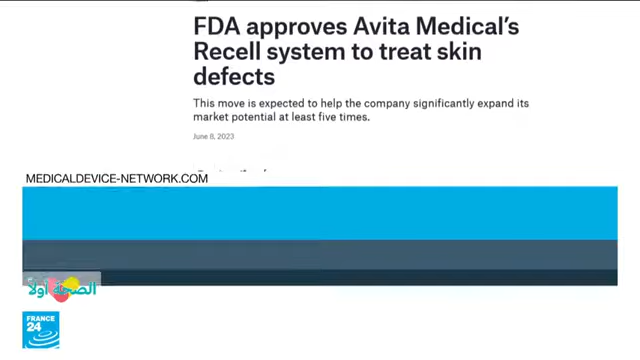 FDA approves Avita Medical's
Recell system to treat skin
defects
This move is expected to help the company significantly expand its
market potential at least five times.
June 8, 2023
MEDICALDEVICE-NETWORK.COM
الصحة أولاً
FRANCE
24